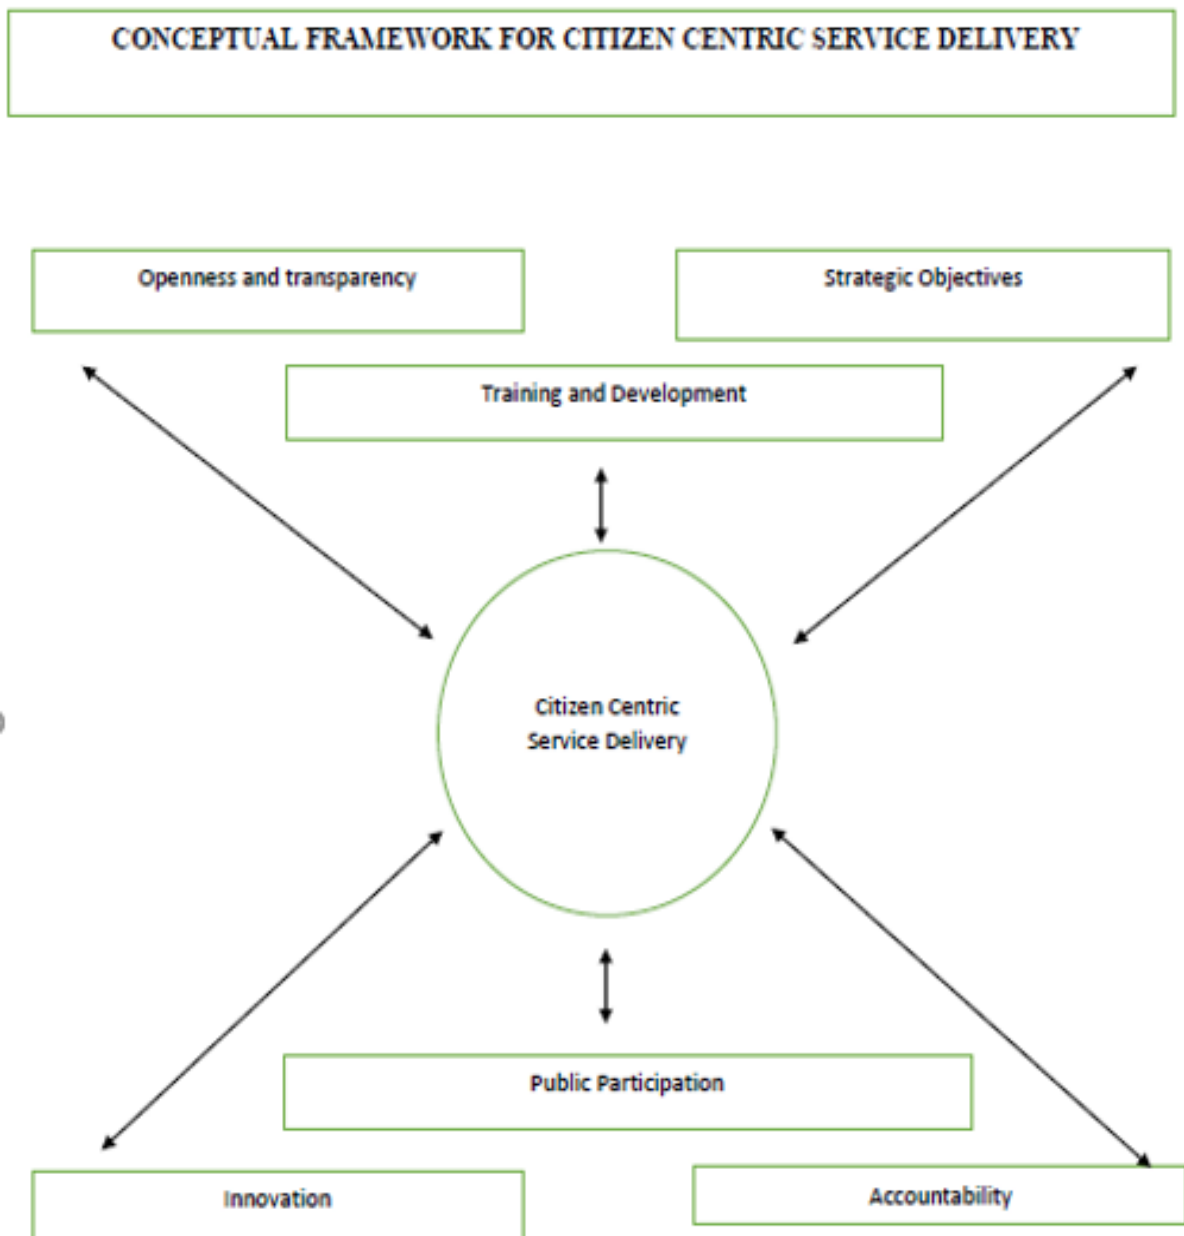 CONCEPTUAL FRAMEWORK FOR CITIZEN CENTRIC SERVICE DELIVERY
Openness and transparency
Strategic Objectives
Training and Development
Citizen Centric
Service Delivery
Public Participation
Innovation
Accountability